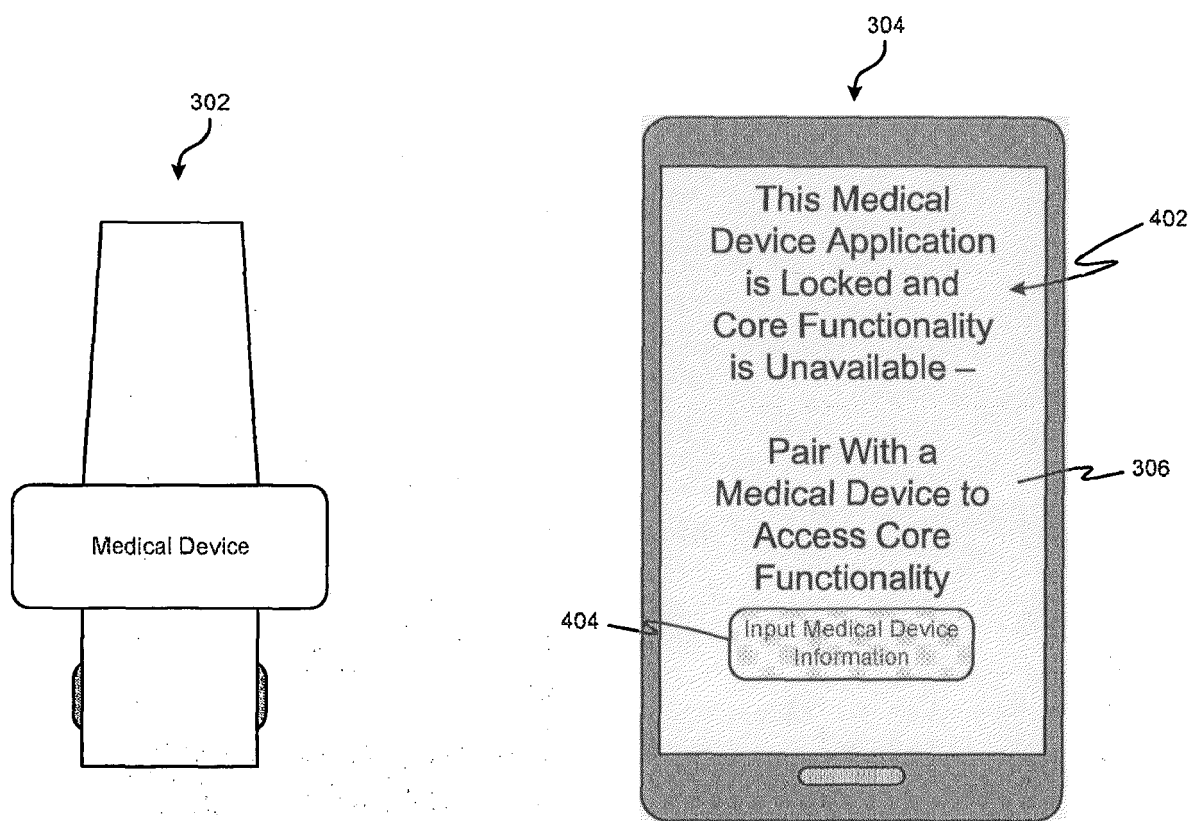 304
302
This Medical
Device Application
is Locked and
Core Functionality
is Unavailable –
402
Pair With a
Medical Device to
Access Core
Functionality
306
Medical Device
404
Input Medical Device
Information